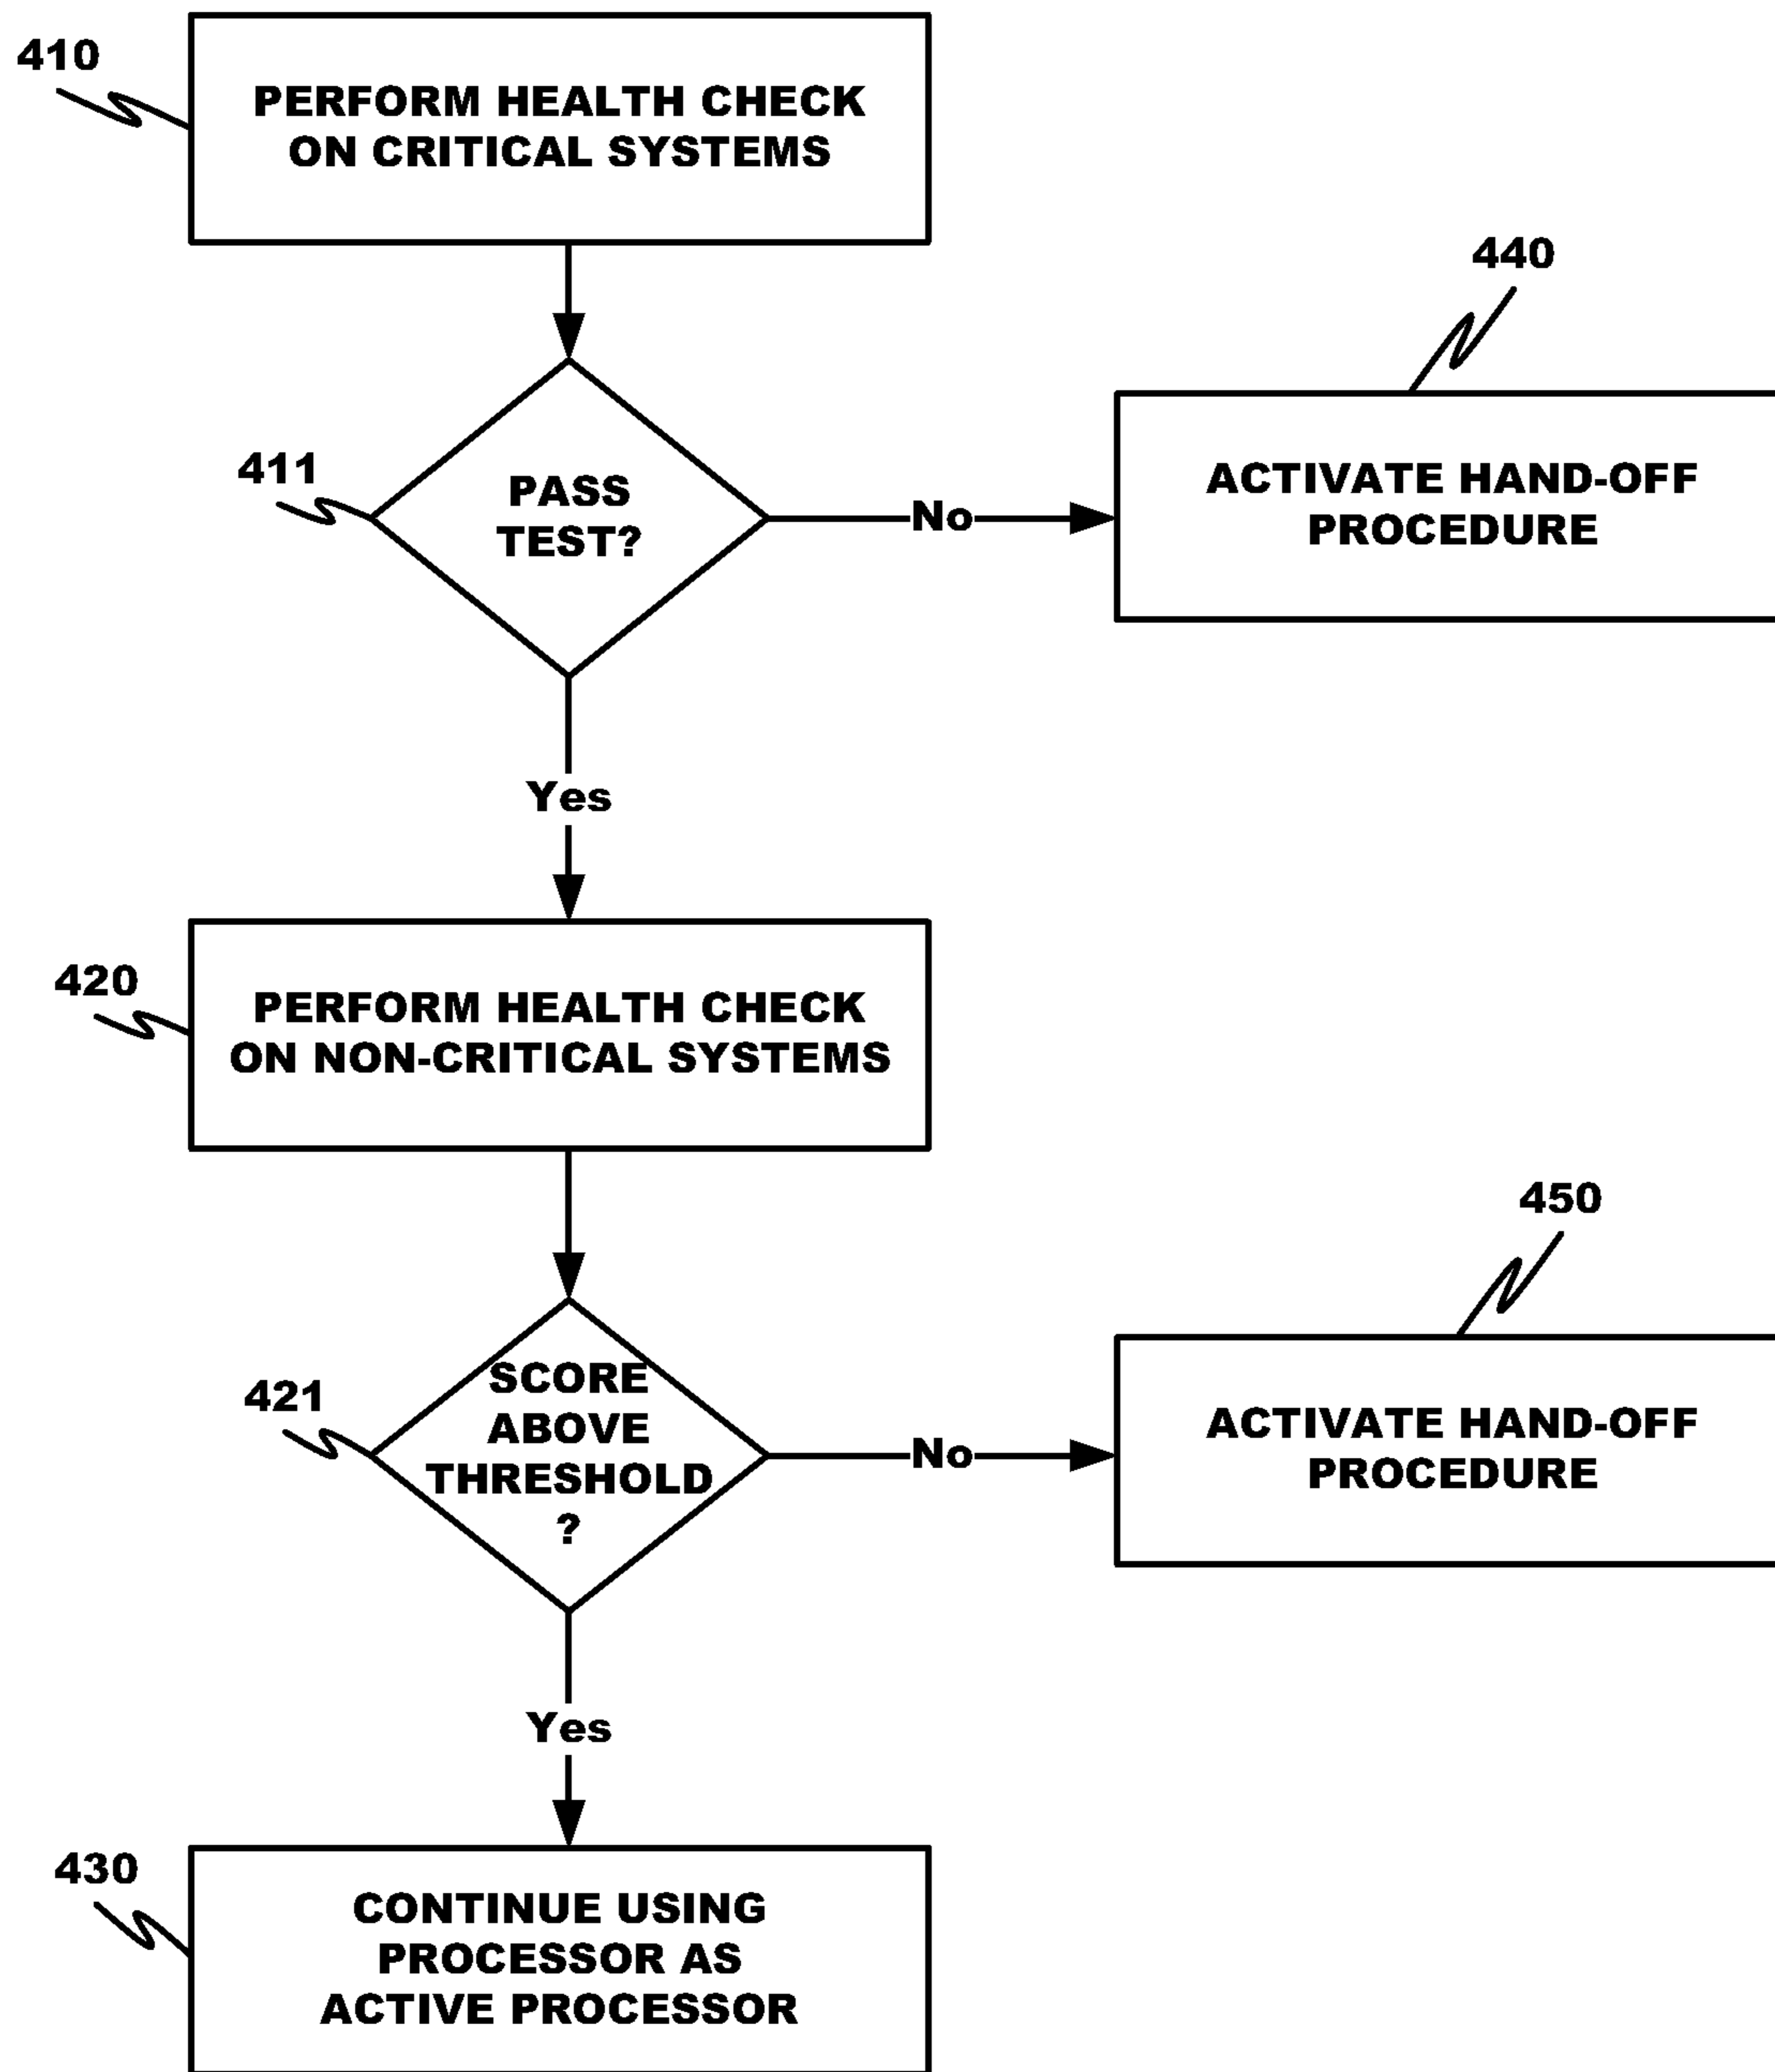 410
PERFORM HEALTH CHECK
ON CRITICAL SYSTEMS
440
411
PASS
TEST?
No
ACTIVATE HAND-OFF
PROCEDURE
Yes
420
PERFORM HEALTH CHECK
ON NON-CRITICAL SYSTEMS
450
421
SCORE
ABOVE
THRESHOLD
?
No
ACTIVATE HAND-OFF
PROCEDURE
Yes
430
CONTINUE USING
PROCESSOR AS
ACTIVE PROCESSOR